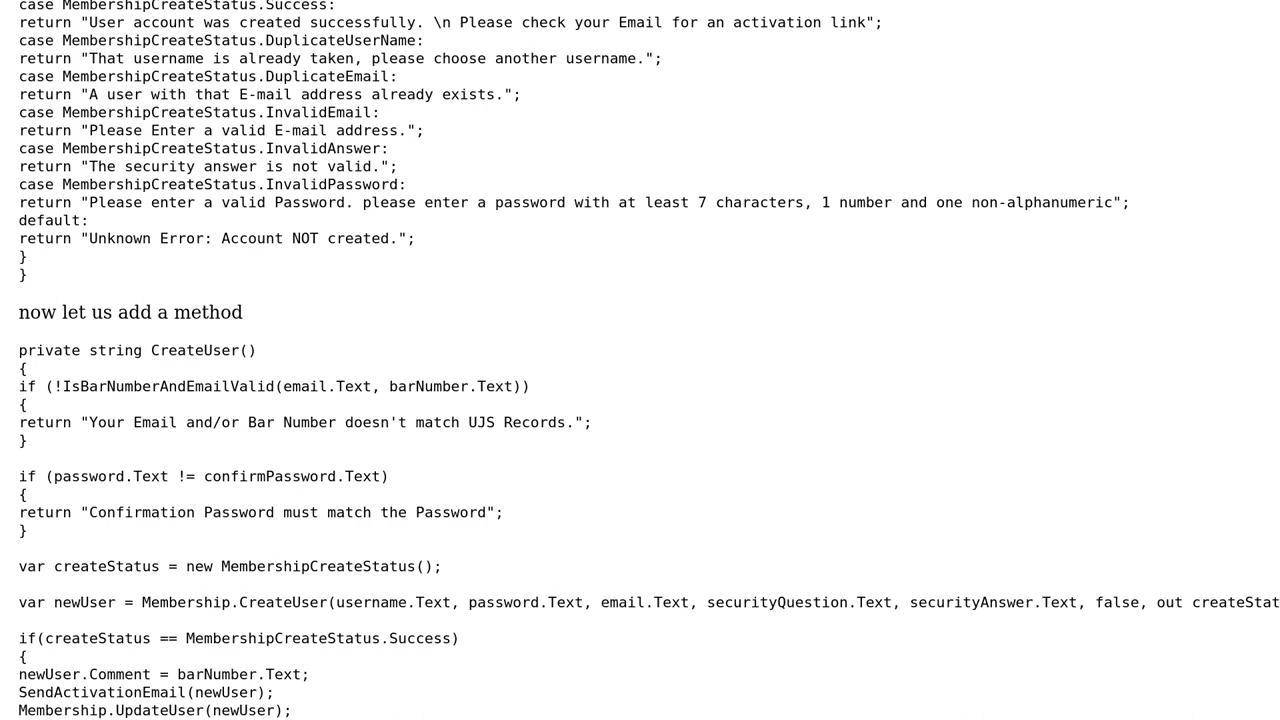 case MembershipCreateStatus.Success:
return "User account was created successfully. \n Please check your Email for an activation link";
case MembershipCreateStatus.DuplicateUserName:
return "That username is already taken, please choose another username.";
case MembershipCreateStatus.DuplicateEmail:
return "A user with that E-mail address already exists.";
case MembershipCreateStatus.InvalidEmail:
return "Please Enter a valid E-mail address.";
case MembershipCreateStatus.InvalidAnswer:
return "The security answer is not valid.";
case MembershipCreateStatus.InvalidPassword:
return "Please enter a valid Password. please enter a password with at least 7 characters, 1 number and one non-alphanumeric";
default:
return "Unknown Error: Account NOT created.";
}
}
now let us add a method
private string CreateUser()
{
if (!IsBarNumberAndEmailValid(email.Text, barNumber.Text))
{
return "Your Email and/or Bar Number doesn't match UJS Records.";
}
if (password.Text != confirmPassword.Text)
{
return "Confirmation Password must match the Password";
}
var createStatus = new MembershipCreateStatus();
var newUser = Membership.CreateUser(username.Text, password.Text, email.Text, securityQuestion.Text, securityAnswer.Text, false, out createStat
if(createStatus == MembershipCreateStatus.Success)
{
newUser.Comment = barNumber.Text;
SendActivationEmail(newUser);
Membership.UpdateUser(newUser);